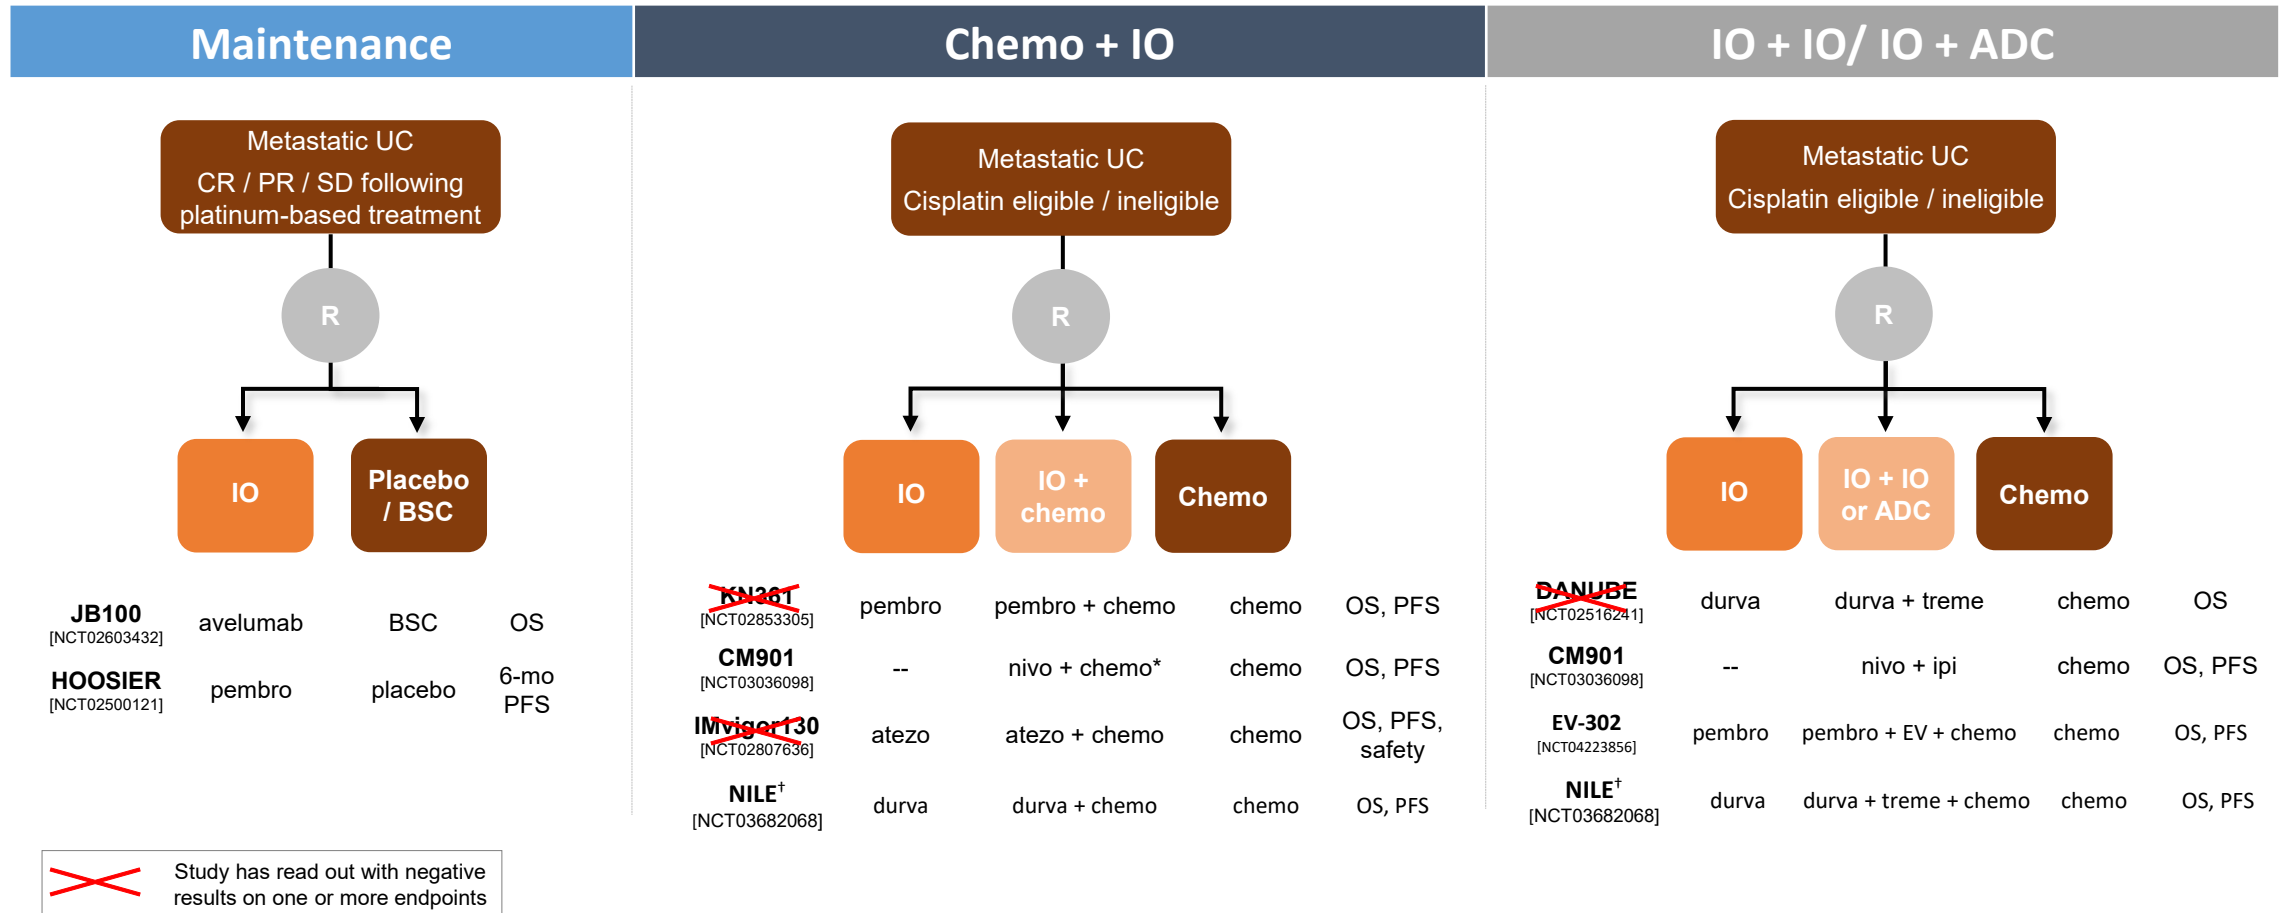 Maintenance
Metastatic UC
CR / PR / SD following
platinum-based treatment
R
IO
Placebo
/ BSC
JB100
[NCT02603432]
avelumab
BSC
OS
HOOSIER
[NCT02500121]
pembro
placebo
6-mo
PFS
Study has read out with negative
results on one or more endpoints
Chemo + IO
Metastatic UC
Cisplatin eligible / ineligible
R
IO
IO +
chemo
Chemo
KN361
[NCT02853305]
pembro
pembro + chemo
chemo
OS, PFS
CM901
[NCT03036098]
--
nivo + chemo*
chemo
OS, PFS
IMvigor130
[NCT02807636]
atezo
atezo + chemo
chemo
OS, PFS,
safety
NILE†
[NCT03682068]
durva
durva + chemo
chemo
OS, PFS
IO + IO/ IO + ADC
Metastatic UC
Cisplatin eligible / ineligible
R
IO
IO + IO
or ADC
Chemo
DANUBE
[NCT02516241]
durva
durva + treme
chemo
OS
CM901
[NCT03036098]
--
nivo + ipi
chemo
OS, PFS
EV-302
[NCT04223856]
pembro
pembro + EV + chemo
chemo
OS, PFS
NILE†
[NCT03682068]
durva
durva + treme + chemo
chemo
OS, PFS